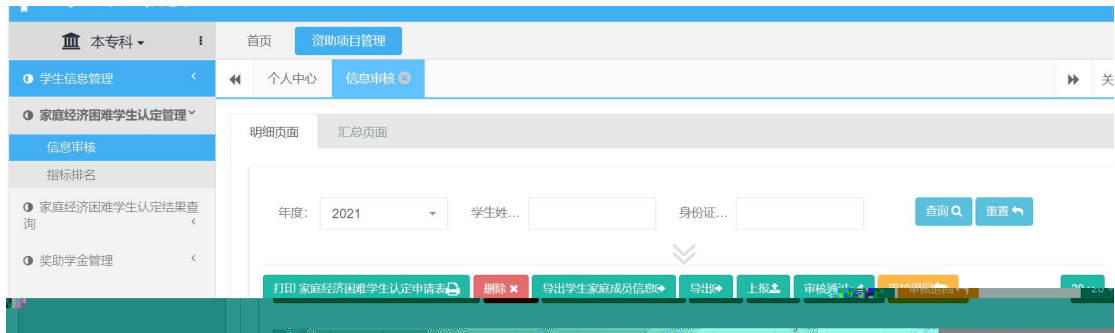 本专科
首页 资助项目管理
学生信息管理
个人中心 信息审核 关
家庭经济困难学生认定管理
明细页面 汇总页面
信息审核
指标排名
家庭经济困难学生认定结果查
询
年度: 2021 学生姓... 身份证... 查询 重置
奖助学金管理
打印 家庭经济困难学生认定申请表 删除 导出学生家庭成员信息 导出 上报 审核通过